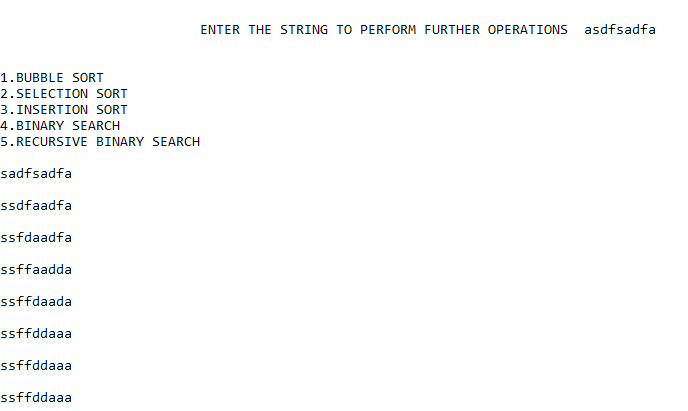 ENTER THE STRING TO PERFORM FURTHER OPERATIONS  asdfsadfa
1.BUBBLE SORT
2.SELECTION SORT
3.INSERTION SORT
4.BINARY SEARCH
5.RECURSIVE BINARY SEARCH
sadfsadfa
ssdfaadfa
ssfdaadfa
ssffaadda
ssffdaada
ssffddaaa
ssffddaaa
ssffddaaa